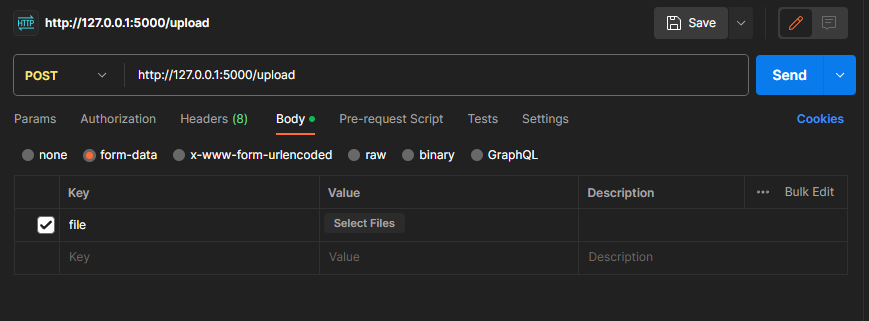 HTTP http://127.0.0.1:5000/upload Save
POST http://127.0.0.1:5000/upload Send
Params Authorization Headers (8) Body Pre-request Script Tests Settings Cookies
none form-data x-www-form-urlencoded raw binary GraphQL
Key Value Description ••• Bulk Edit
file Select Files
Key Value Description